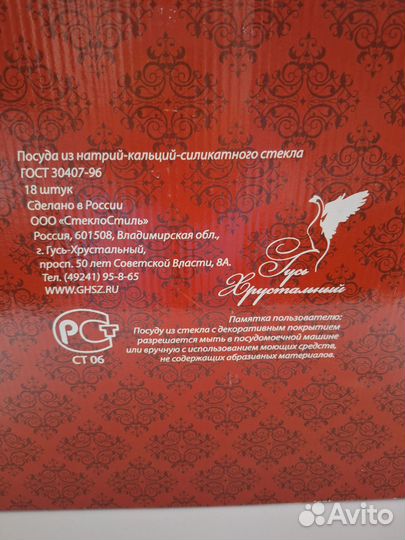 Посуда из натрий-кальций-силикатного стекла
ГОСТ 30407-96
18 штук
Сделано в России
ООО «СтеклоСтиль»
Россия, 601508, Владимирская обл.,
г. Гусь-Хрустальный,
просп. 50 лет Советской Власти, 8А.
Тел. (49241) 95-8-65
WWW.GHSZ.RU
Гусь
Хрустальный
РСТ
СТ 06
Памятка пользователю:
Посуду из стекла с декоративным покрытием
разрешается мыть в посудомоечной машине
или вручную с использованием моющих средств,
не содержащих абразивных материалов.
Avito